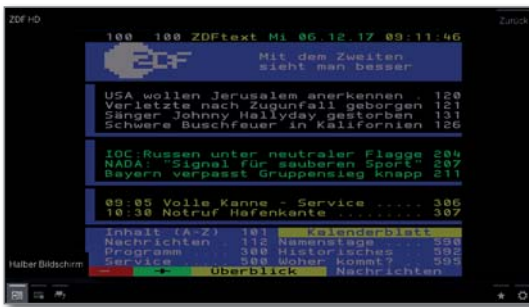 ZDF HD
Zurück
100 100 ZDFtext Mi 06.12.17 09:11:46
ZDF
Mit dem Zweiten
sieht man besser
USA wollen Jerusalem anerkennen . 120
Verletzte nach Zugunfall geborgen 121
Sänger Johnny Hallyday gestorben 131
Schwere Buschfeuer in Kalifornien 126
IOC:Russen unter neutraler Flagge 204
NADA: "Signal für sauberen Sport" 207
Bayern verpasst Gruppensieg knapp 211
09:05 Volle Kanne - Service ..... 306
10:30 Notruf Hafenkante ......... 307
Inhalt (A-Z) 101 Kalenderblatt
Nachrichten . 112 Namenstage ..... 590
Programm .... 300 Historisches ... 592
Service ..... 500 Woher kommt? ... 595
Halber Bildschirm
- + Überblick Nachrichten